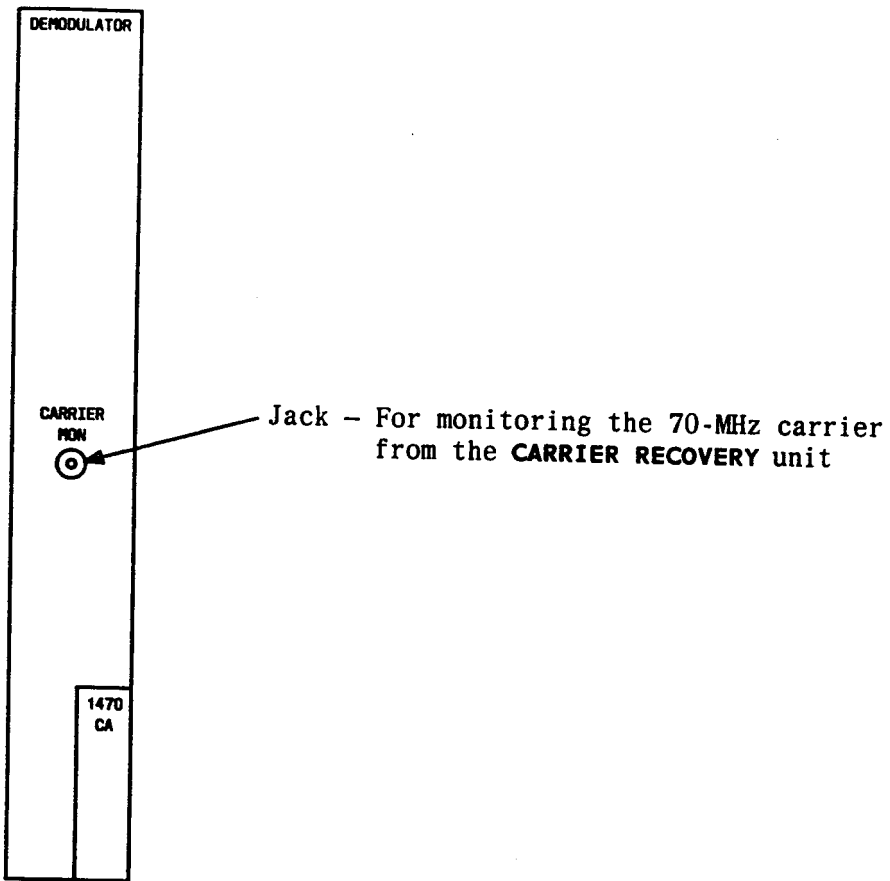 DEMODULATOR
CARRIER
MON
Jack – For monitoring the 70-MHz carrier
from the CARRIER RECOVERY unit
1470
CA